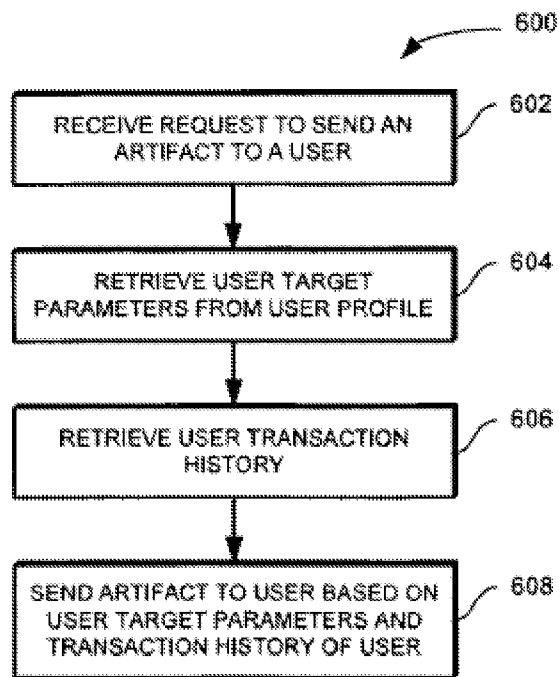 600
RECEIVE REQUEST TO SEND AN
ARTIFACT TO A USER
602
RETRIEVE USER TARGET
PARAMETERS FROM USER PROFILE
604
RETRIEVE USER TRANSACTION
HISTORY
606
SEND ARTIFACT TO USER BASED ON
USER TARGET PARAMETERS AND
TRANSACTION HISTORY OF USER
608